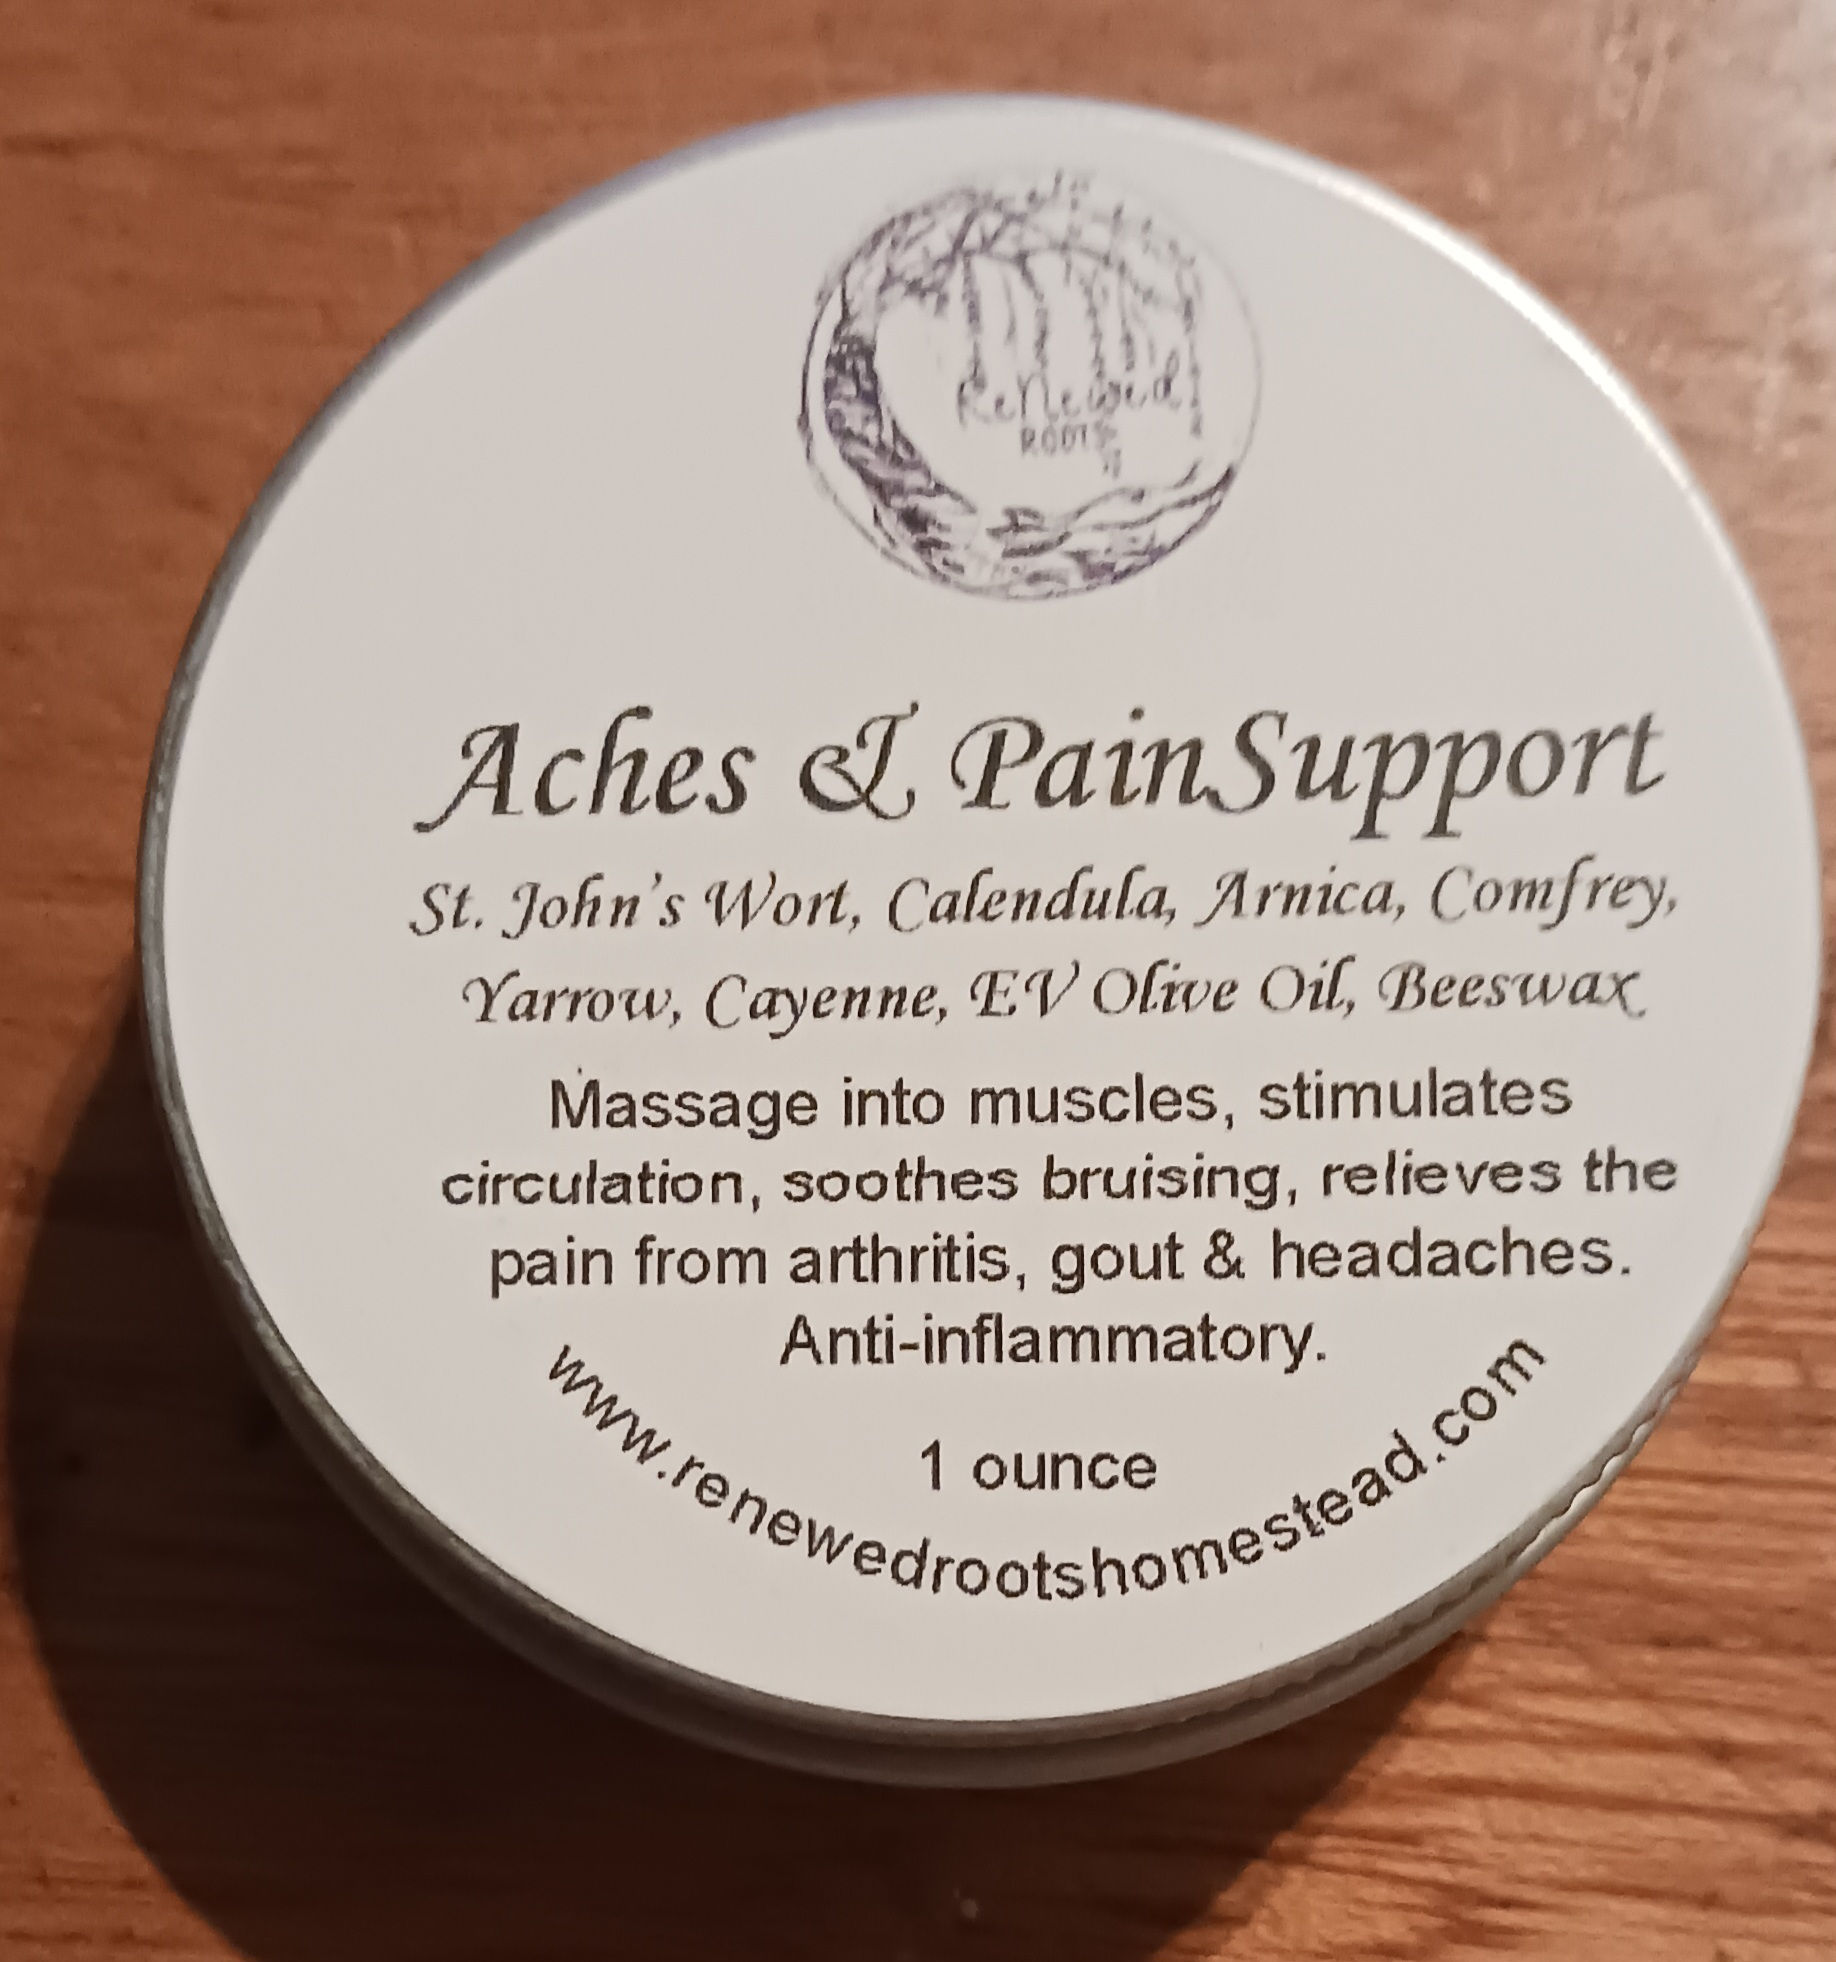 Renewed
ROOTS
Aches & PainSupport
St. John's Wort, Calendula, Arnica, Comfrey,
Yarrow, Cayenne, EV Olive Oil, Beeswax
Massage into muscles, stimulates
circulation, soothes bruising, relieves the
pain from arthritis, gout & headaches.
Anti-inflammatory.
1 ounce
www.renewedrootshomestead.com